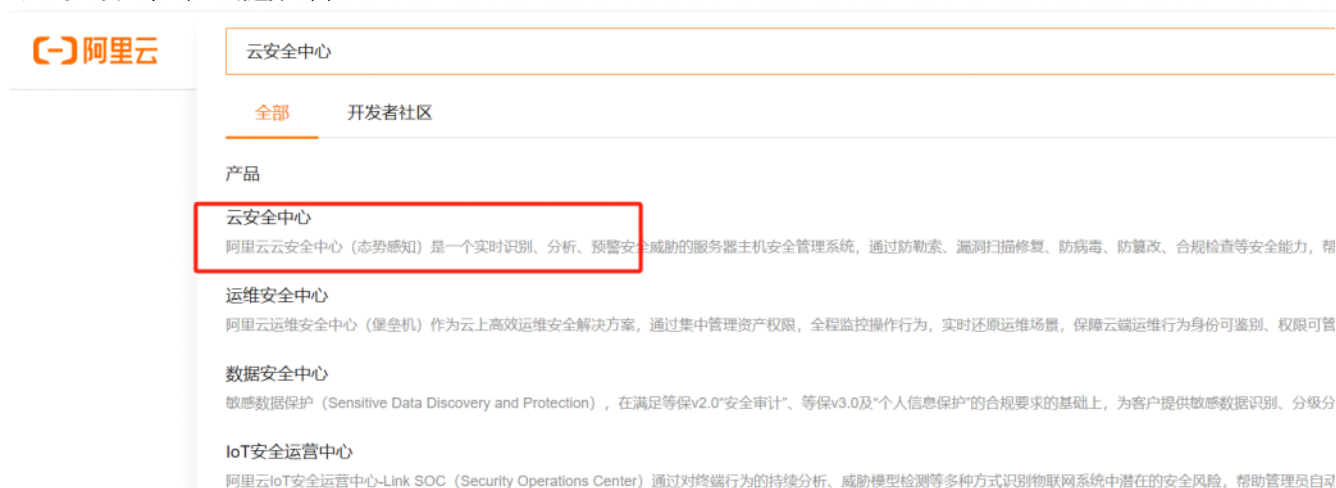 阿里云
云安全中心
全部 开发者社区
产品
云安全中心
阿里云云安全中心（态势感知）是一个实时识别、分析、预警安全威胁的服务器主机安全管理系统，通过防勒索、漏洞扫描修复、防病毒、防篡改、合规检查等安全能力，帮
运维安全中心
阿里云运维安全中心（堡垒机）作为云上高效运维安全解决方案，通过集中管理资产权限，全程监控操作行为，实时还原运维场景，保障云端运维行为身份可鉴别、权限可管
数据安全中心
敏感数据保护（Sensitive Data Discovery and Protection），在满足等保v2.0“安全审计”、等保v3.0及“个人信息保护”的合规要求的基础上，为客户提供敏感数据识别、分级分
IoT安全运营中心
阿里云IoT安全运营中心-Link SOC（Security Operations Center）通过对终端行为的持续分析、威胁模型检测等多种方式识别物联网系统中潜在的安全风险，帮助管理员自动